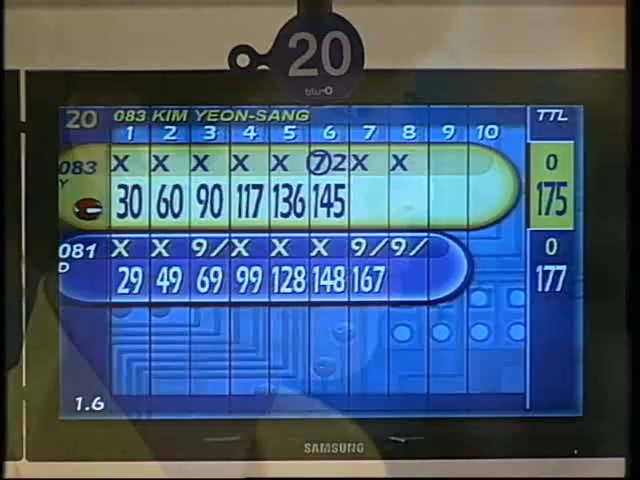 20
blu-O
20 083 KIM YEON-SANG TTL
1 2 3 4 5 6 7 8 9 10
083 X X X X X 7 2 X X 0
Y 30 60 90 117 136 145 175
081 X X 9/ X X X 9/ 9/ 0
D 29 49 69 99 128 148 167 177
1.6
SAMSUNG